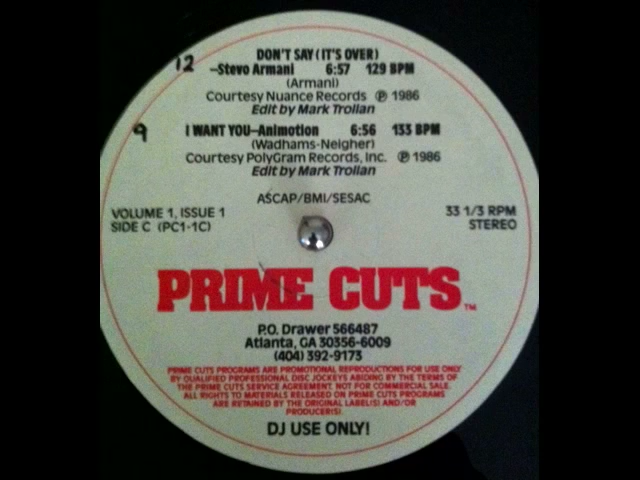 DON'T SAY (IT'S OVER)
12
–Stevo Armani 6:57 129 BPM
(Armani)
Courtesy Nuance Records ℗ 1986
Edit by Mark Trollan
9
I WANT YOU–Animotion 6:56 133 BPM
(Wadhams-Neigher)
Courtesy PolyGram Records, Inc. ℗ 1986
Edit by Mark Trollan
ASCAP/BMI/SESAC
VOLUME 1, ISSUE 1
SIDE C (PC1-1C)
33 1/3 RPM
STEREO
PRIME CUTS™
P.O. Drawer 566487
Atlanta, GA 30356-6009
(404) 392-9173
PRIME CUTS PROGRAMS ARE PROMOTIONAL REPRODUCTIONS FOR USE ONLY
BY QUALIFIED PROFESSIONAL DISC JOCKEYS ABIDING BY THE TERMS OF
THE PRIME CUTS SERVICE AGREEMENT. NOT FOR COMMERCIAL SALE.
ALL RIGHTS TO MATERIALS RELEASED ON PRIME CUTS PROGRAMS
ARE RETAINED BY THE ORIGINAL LABEL(S) AND/OR
PRODUCER(S).
DJ USE ONLY!